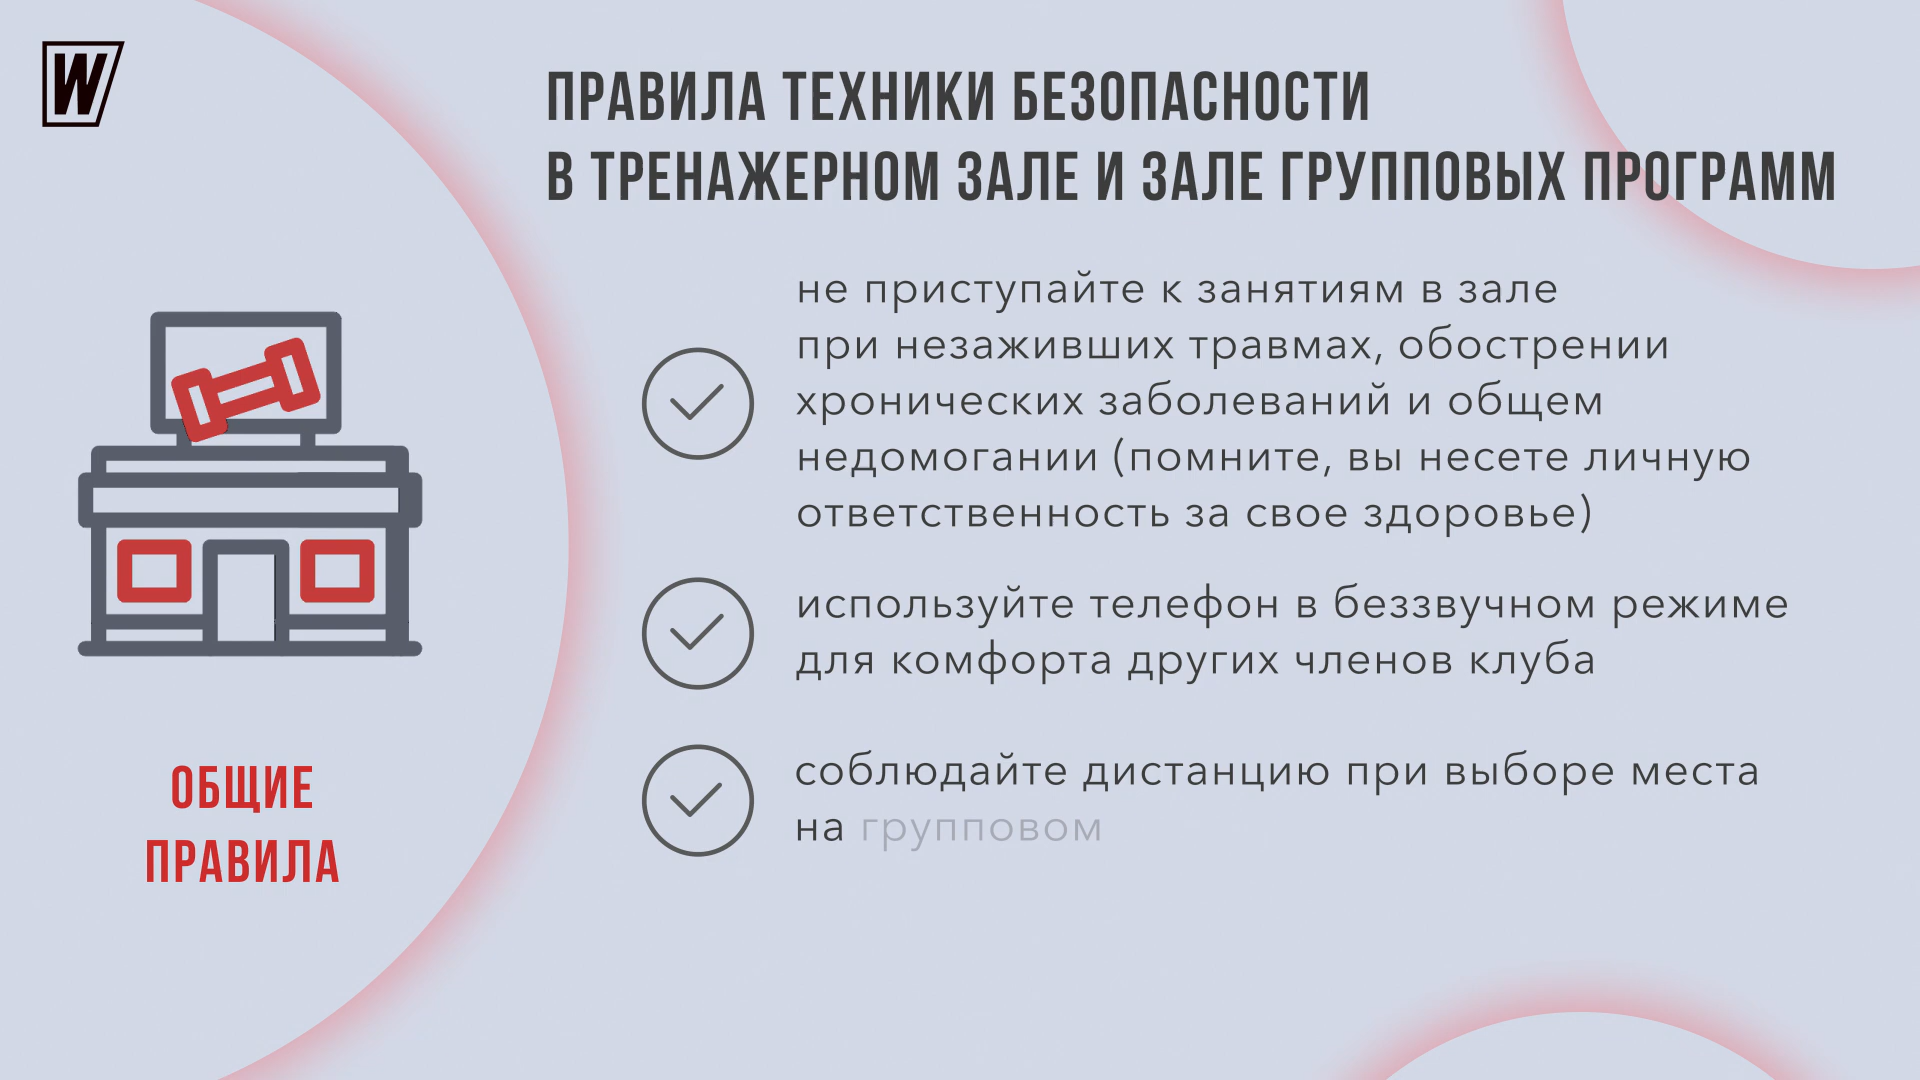 W
ПРАВИЛА ТЕХНИКИ БЕЗОПАСНОСТИ
В ТРЕНАЖЕРНОМ ЗАЛЕ И ЗАЛЕ ГРУППОВЫХ ПРОГРАММ
не приступайте к занятиям в зале
при незаживших травмах, обострении
хронических заболеваний и общем
недомогании (помните, вы несете личную
ответственность за свое здоровье)
используйте телефон в беззвучном режиме
для комфорта других членов клуба
соблюдайте дистанцию при выборе места
на групповом
ОБЩИЕ
ПРАВИЛА